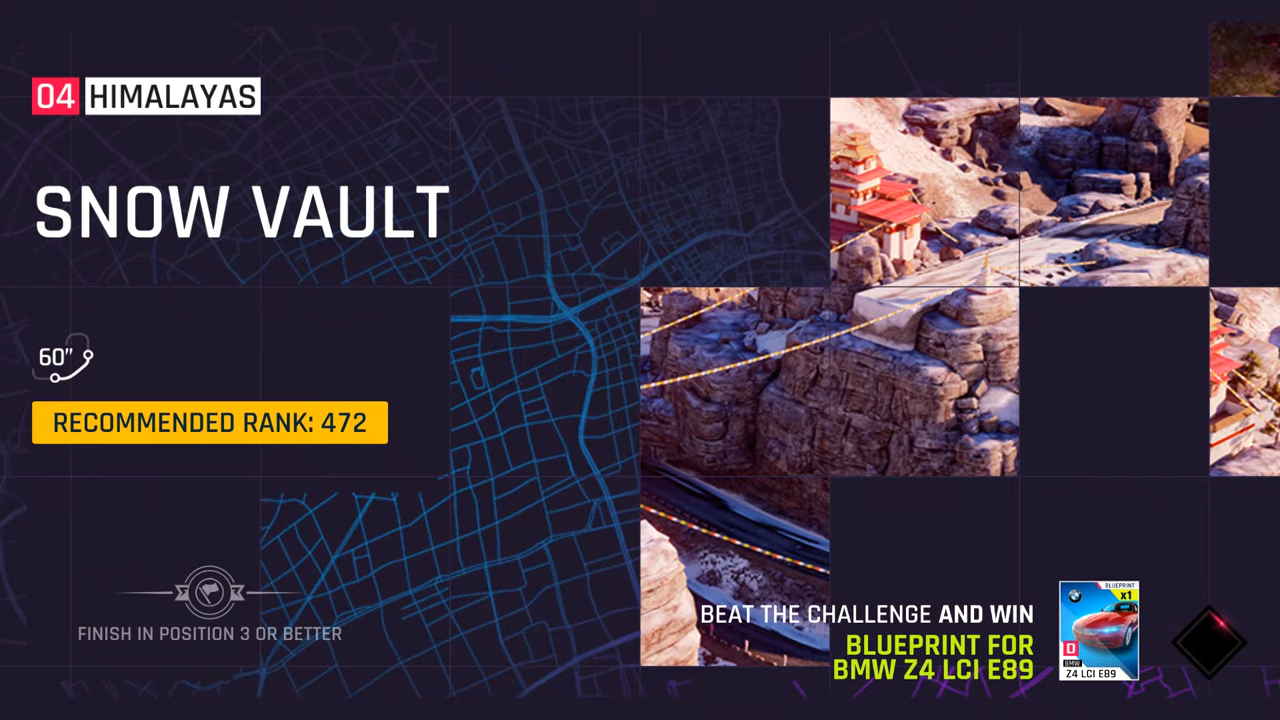 04 HIMALAYAS
SNOW VAULT
60”
RECOMMENDED RANK: 472
FINISH IN POSITION 3 OR BETTER
BEAT THE CHALLENGE AND WIN
BLUEPRINT FOR
BMW Z4 LCI E89
BLUEPRINT
x1
D
BMW
Z4 LCI E89